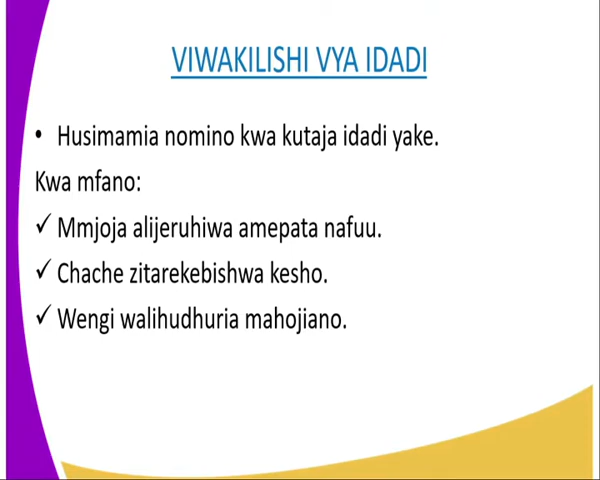 VIWAKILISHI VYA IDADI
• Husimamia nomino kwa kutaja idadi yake.
Kwa mfano:
✓ Mmjoja alijeruhiwa amepata nafuu.
✓ Chache zitarekebishwa kesho.
✓ Wengi walihudhuria mahojiano.